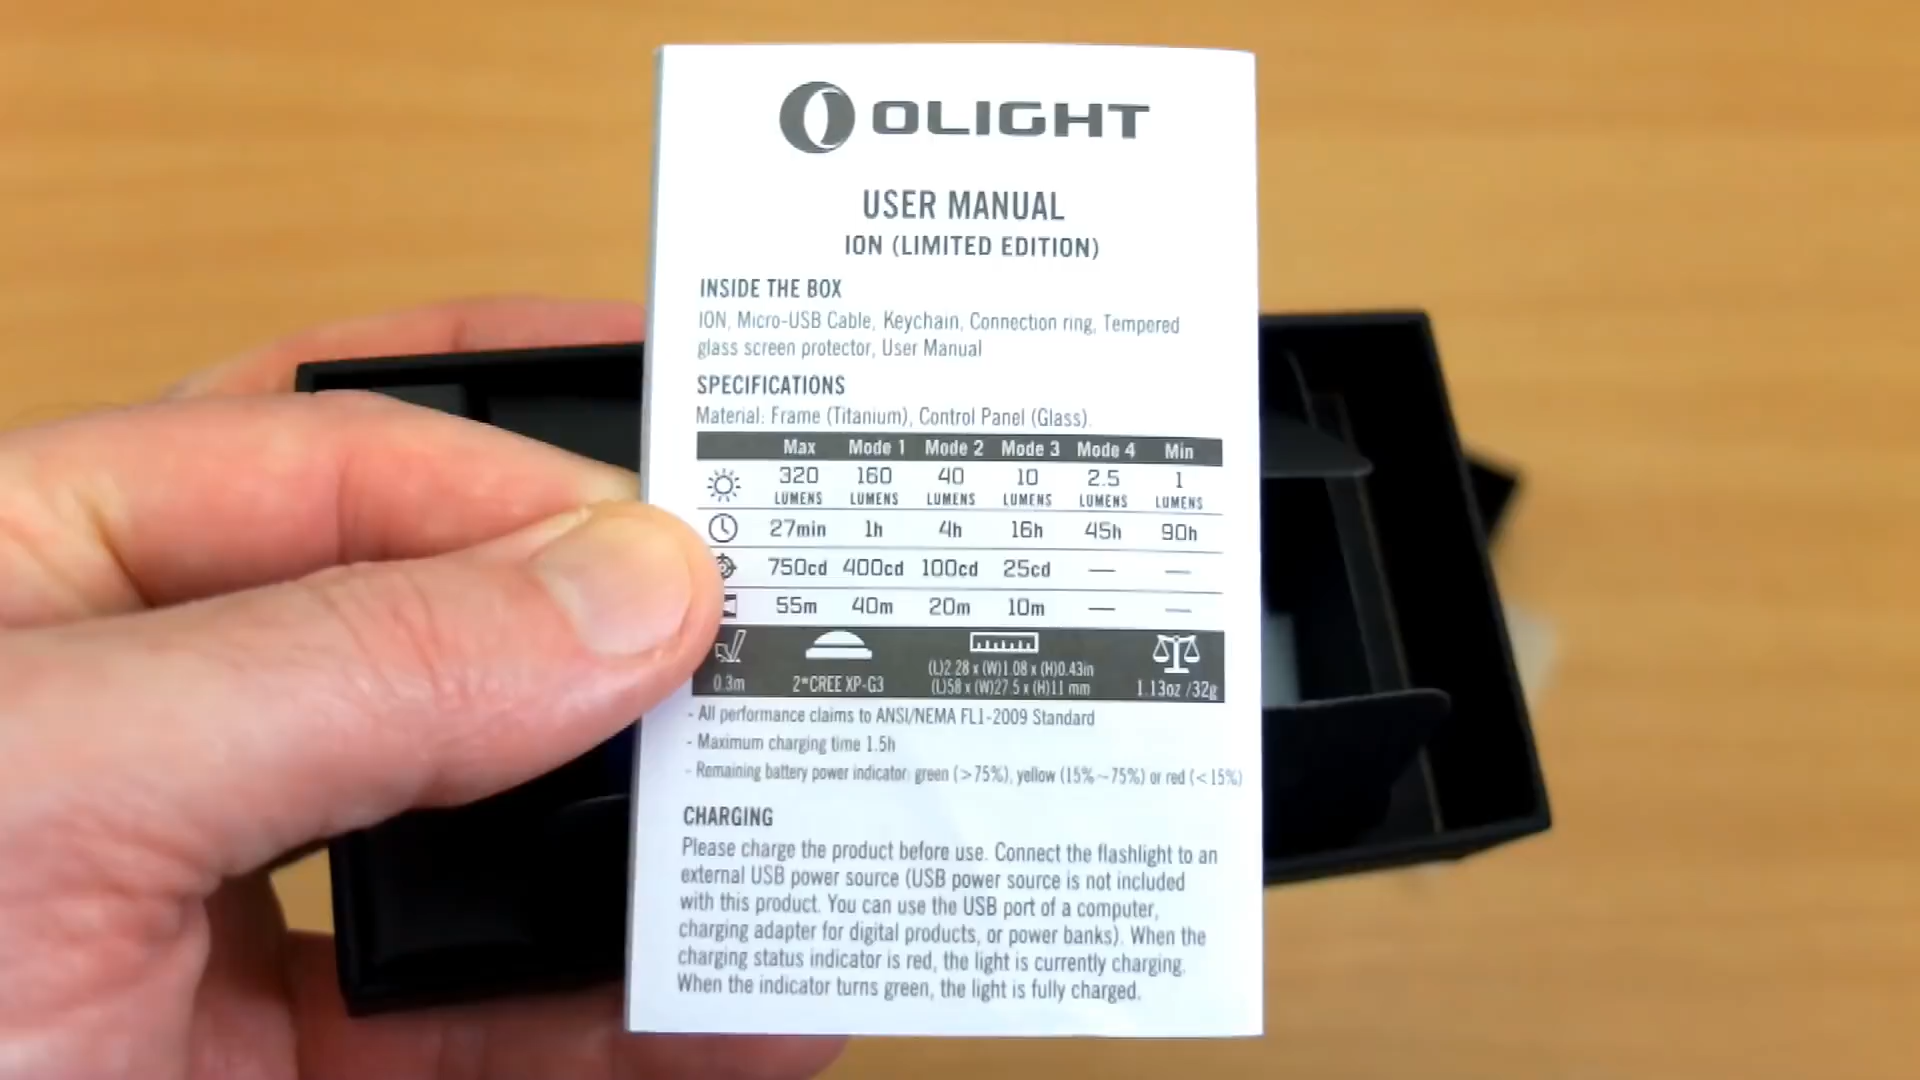 OLIGHT
USER MANUAL
ION (LIMITED EDITION)
INSIDE THE BOX
ION, Micro-USB Cable, Keychain, Connection ring, Tempered
glass screen protector, User Manual
SPECIFICATIONS
Material: Frame (Titanium), Control Panel (Glass).
Max Mode 1 Mode 2 Mode 3 Mode 4 Min
320 160 40 10 2.5 1
LUMENS LUMENS LUMENS LUMENS LUMENS LUMENS
27min 1h 4h 16h 45h 90h
750cd 400cd 100cd 25cd — —
55m 40m 20m 10m — —
(L)2.28 x (W)1.08 x (H)0.43in
0.3m 2*CREE XP-G3 (L)58 x (W)27.5 x (H)11 mm 1.13oz /32g
- All performance claims to ANSI/NEMA FL1-2009 Standard
- Maximum charging time 1.5h
- Remaining battery power indicator: green (>75%), yellow (15%~75%) or red (<15%)
CHARGING
Please charge the product before use. Connect the flashlight to an
external USB power source (USB power source is not included
with this product. You can use the USB port of a computer,
charging adapter for digital products, or power banks). When the
charging status indicator is red, the light is currently charging.
When the indicator turns green, the light is fully charged.